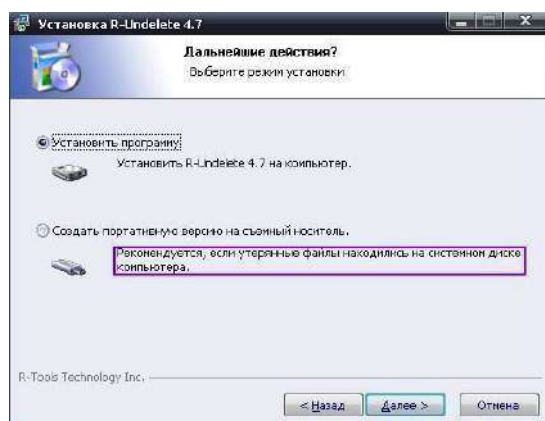 Установка R-Undelete 4.7
Дальнейшие действия?
Выберите режим установки
Установить программу
Установить R-Undelete 4.7 на компьютер.
Создать портативную версию на съемный носитель.
Рекомендуется, если утерянные файлы находились на системном диске
компьютера.
R-Tools Technology Inc.
< Назад
Далее >
Отмена